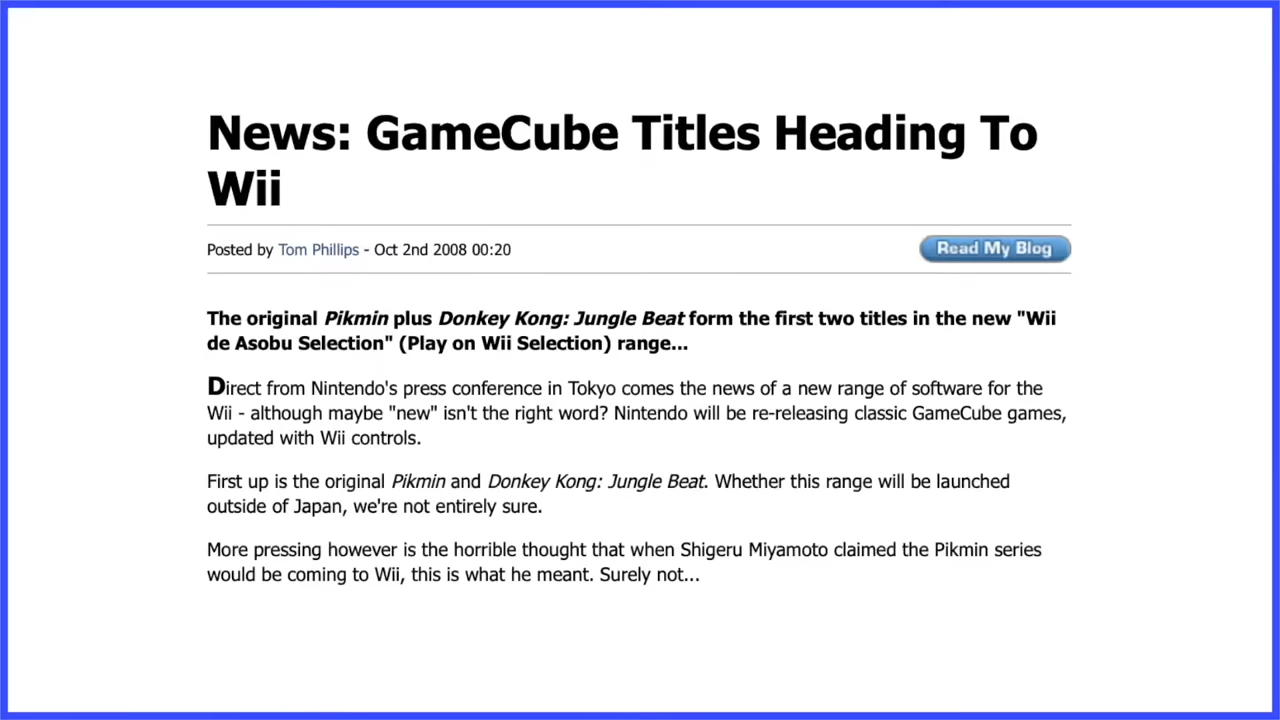 News: GameCube Titles Heading To
Wii
Posted by Tom Phillips - Oct 2nd 2008 00:20
Read My Blog
The original Pikmin plus Donkey Kong: Jungle Beat form the first two titles in the new "Wii
de Asobu Selection" (Play on Wii Selection) range...
Direct from Nintendo's press conference in Tokyo comes the news of a new range of software for the
Wii - although maybe "new" isn't the right word? Nintendo will be re-releasing classic GameCube games,
updated with Wii controls.
First up is the original Pikmin and Donkey Kong: Jungle Beat. Whether this range will be launched
outside of Japan, we're not entirely sure.
More pressing however is the horrible thought that when Shigeru Miyamoto claimed the Pikmin series
would be coming to Wii, this is what he meant. Surely not...